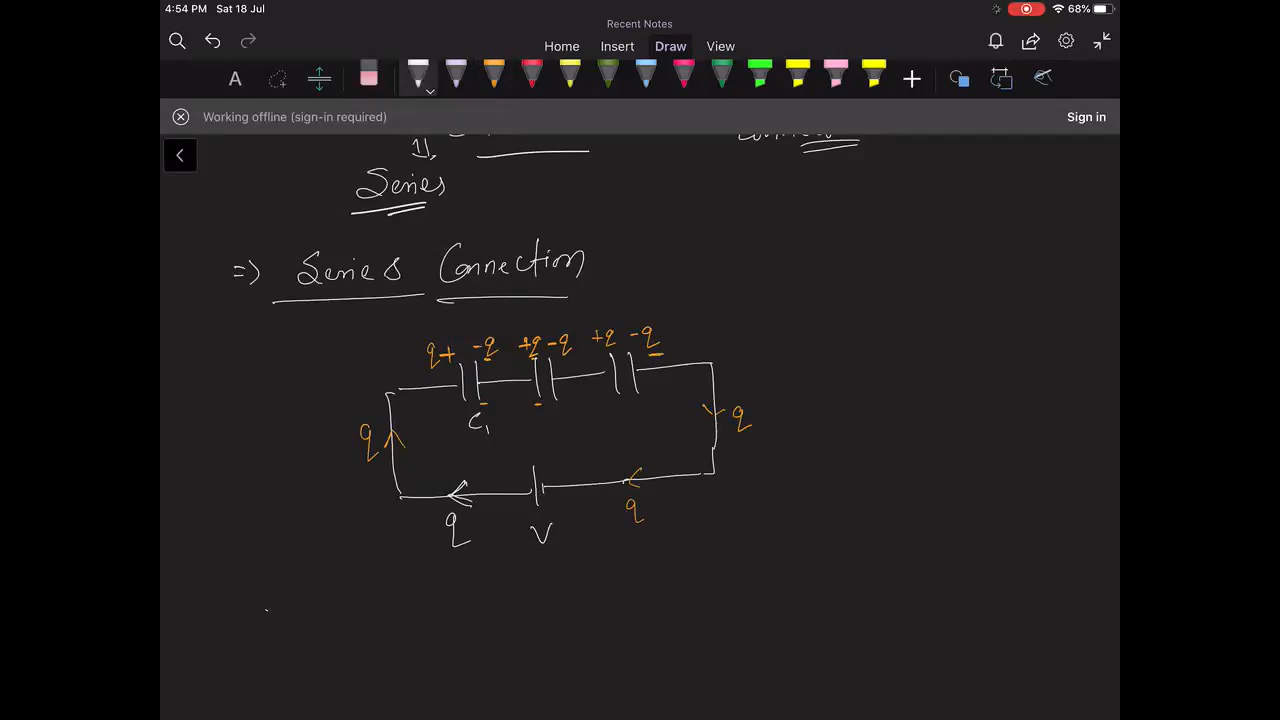 4:54 PM Sat 18 Jul
68%
Recent Notes
Home Insert Draw View
A
Working offline (sign-in required)
Sign in
Series
=> Series Connection
q+ -q +q -q +q -q
C1
q
q
q
q
V